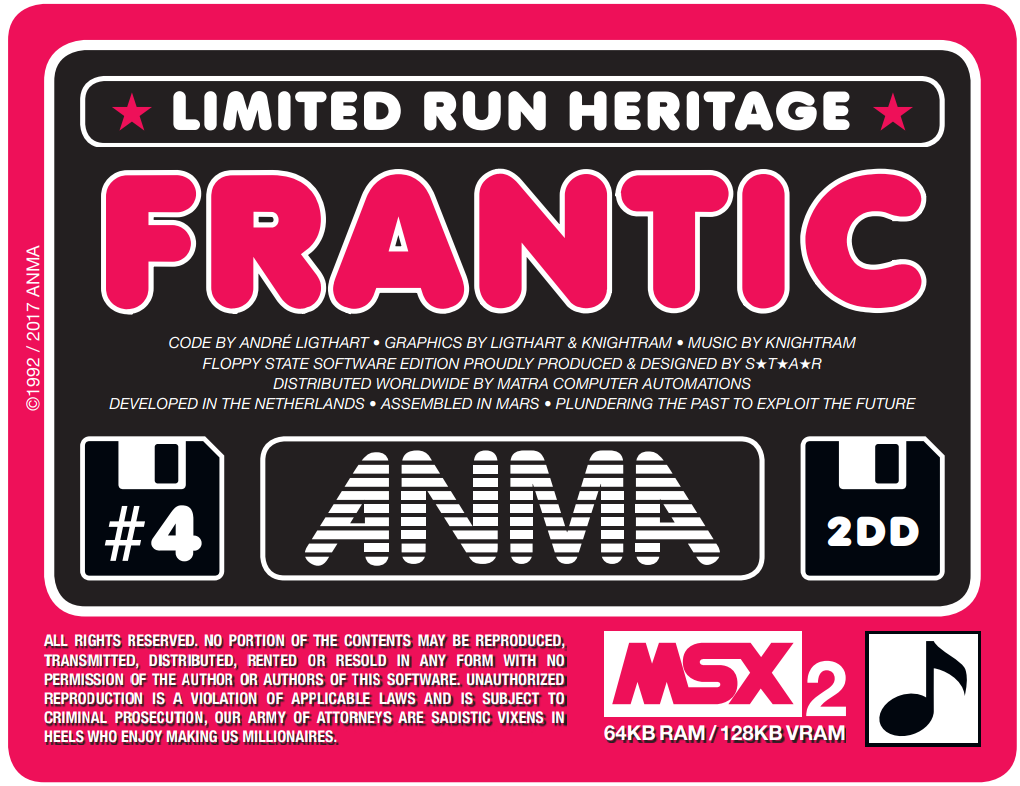 ★ LIMITED RUN HERITAGE ★
FRANTIC
©1992 / 2017 ANMA
CODE BY ANDRÉ LIGTHART • GRAPHICS BY LIGTHART & KNIGHTRAM • MUSIC BY KNIGHTRAM
FLOPPY STATE SOFTWARE EDITION PROUDLY PRODUCED & DESIGNED BY S★T★A★R
DISTRIBUTED WORLDWIDE BY MATRA COMPUTER AUTOMATIONS
DEVELOPED IN THE NETHERLANDS • ASSEMBLED IN MARS • PLUNDERING THE PAST TO EXPLOIT THE FUTURE
#4
ANMA
2DD
ALL RIGHTS RESERVED. NO PORTION OF THE CONTENTS MAY BE REPRODUCED,
TRANSMITTED, DISTRIBUTED, RENTED OR RESOLD IN ANY FORM WITH NO
PERMISSION OF THE AUTHOR OR AUTHORS OF THIS SOFTWARE. UNAUTHORIZED
REPRODUCTION IS A VIOLATION OF APPLICABLE LAWS AND IS SUBJECT TO
CRIMINAL PROSECUTION, OUR ARMY OF ATTORNEYS ARE SADISTIC VIXENS IN
HEELS WHO ENJOY MAKING US MILLIONAIRES.
MSX 2
64KB RAM / 128KB VRAM